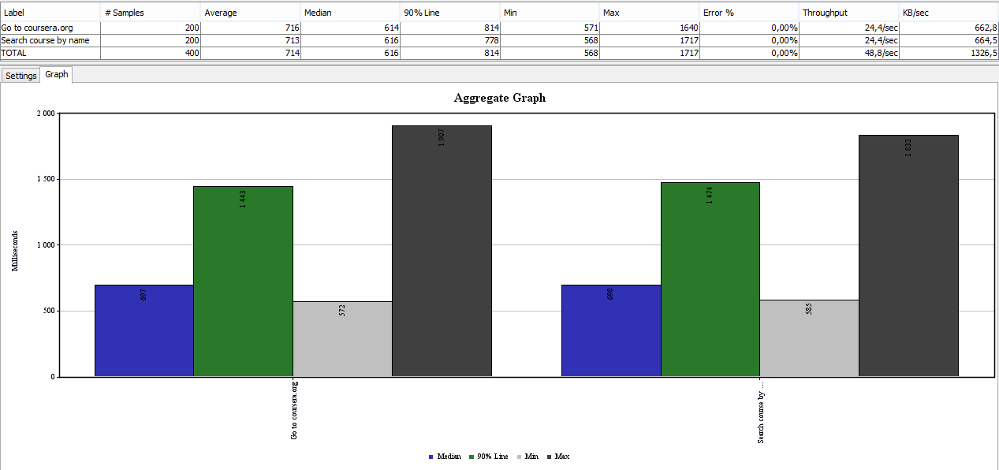 Label # Samples Average Median 90% Line Min Max Error % Throughput KB/sec
Go to coursera.org 200 716 614 814 571 1640 0,00% 24,4/sec 662,8
Search course by name 200 713 616 778 568 1717 0,00% 24,4/sec 664,5
TOTAL 400 714 616 814 568 1717 0,00% 48,8/sec 1326,5
Settings Graph
Aggregate Graph
Milliseconds
2 000
1 500
1 000
500
0
697
1 443
572
1 907
698
1 474
585
1 832
Go to coursera.org
Search course by ...
Median 90% Line Min Max